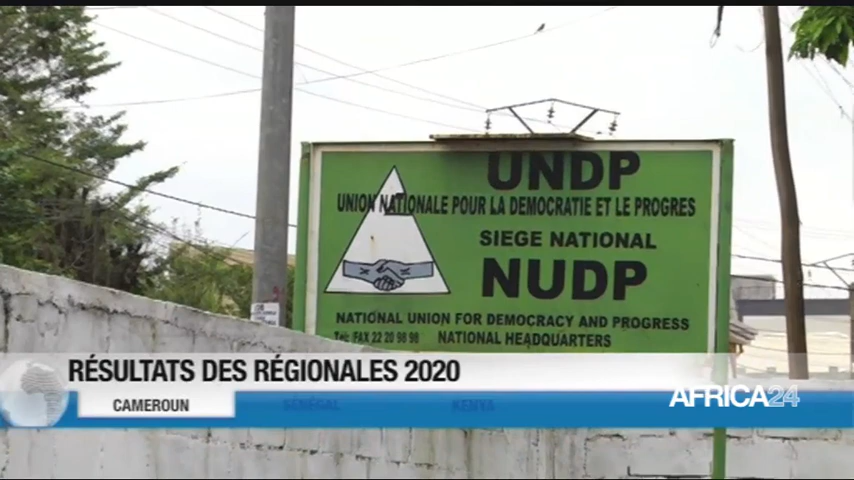 UNDP
UNION NATIONALE POUR LA DEMOCRATIE ET LE PROGRES
SIEGE NATIONAL
NUDP
NATIONAL UNION FOR DEMOCRACY AND PROGRESS
Tel: FAX 22 20 98 98 NATIONAL HEADQUARTERS
RÉSULTATS DES RÉGIONALES 2020
CAMEROUN SÉNÉGAL KENYA
AFRICA24